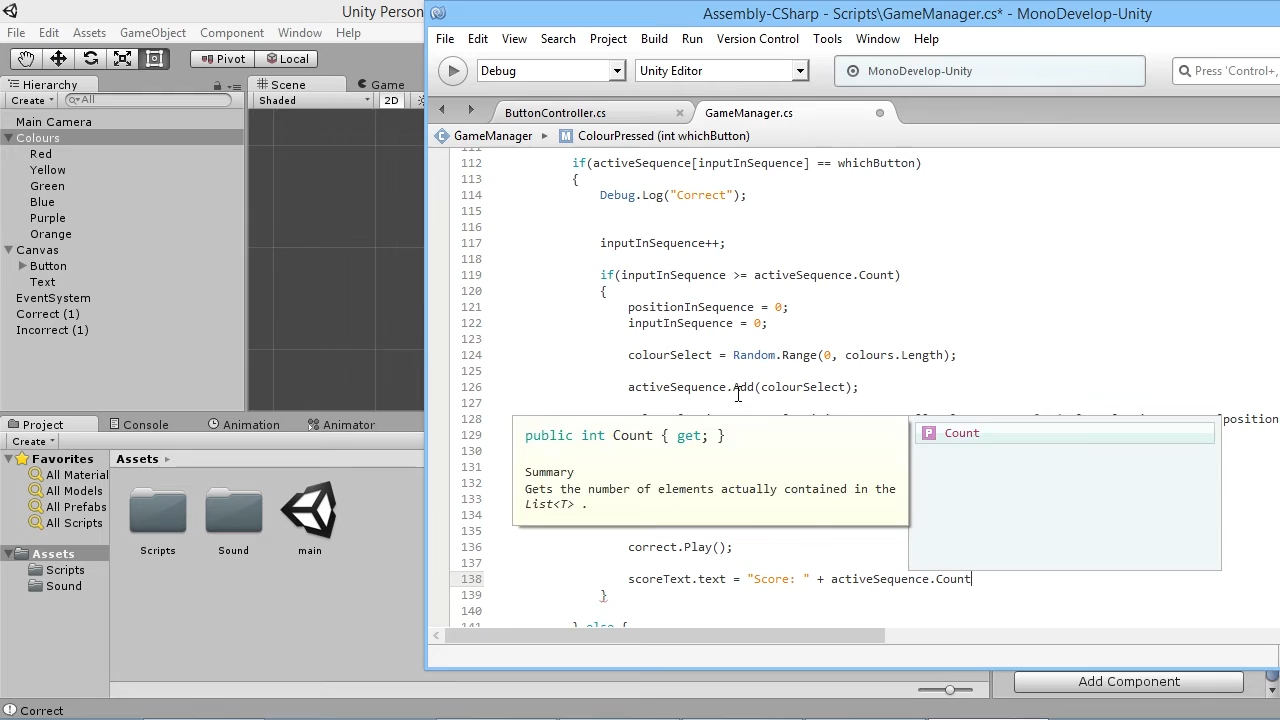 Unity Person
File Edit Assets GameObject Component Window Help
Pivot Local
Hierarchy
Create All
Main Camera
Colours
Red
Yellow
Green
Blue
Purple
Orange
Canvas
Button
Text
EventSystem
Correct (1)
Incorrect (1)
Scene Game
Shaded 2D
Project Console Animation Animator
Create
Favorites
All Material
All Models
All Prefabs
All Scripts
Assets
Scripts
Sound
Assets
Scripts Sound main
Correct
Assembly-CSharp - Scripts\GameManager.cs* - MonoDevelop-Unity
File Edit View Search Project Build Run Version Control Tools Window Help
Debug Unity Editor MonoDevelop-Unity Press 'Control+,
ButtonController.cs GameManager.cs
GameManager ColourPressed (int whichButton)
111
112 if(activeSequence[inputInSequence] == whichButton)
113 {
114 Debug.Log("Correct");
115
116
117 inputInSequence++;
118
119 if(inputInSequence >= activeSequence.Count)
120 {
121 positionInSequence = 0;
122 inputInSequence = 0;
123
124 colourSelect = Random.Range(0, colours.Length);
125
126 activeSequence.Add(colourSelect);
127
128
129
130
131
132
133
134
135
136 correct.Play();
137
138 scoreText.text = "Score: " + activeSequence.Count
139 }
140
141 } else {
public int Count { get; }
Summary
Gets the number of elements actually contained in the
List<T> .
Count
Add Component